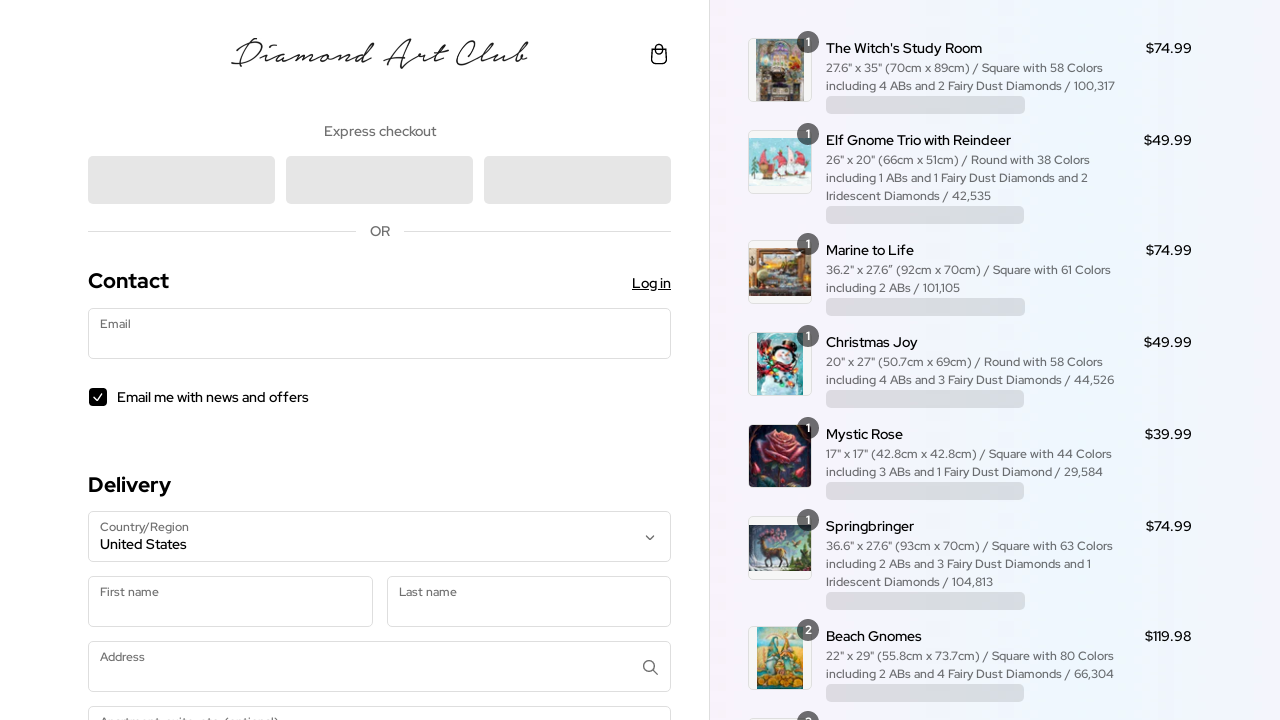 Diamond Art Club
Express checkout
OR
Contact
Log in
Email
Email me with news and offers
Delivery
Country/Region
United States
First name
Last name
Address
1
The Witch's Study Room
$74.99
27.6" x 35" (70cm x 89cm) / Square with 58 Colors
including 4 ABs and 2 Fairy Dust Diamonds / 100,317
1
Elf Gnome Trio with Reindeer
$49.99
26" x 20" (66cm x 51cm) / Round with 38 Colors
including 1 ABs and 1 Fairy Dust Diamonds and 2
Iridescent Diamonds / 42,535
1
Marine to Life
$74.99
36.2" x 27.6″ (92cm x 70cm) / Square with 61 Colors
including 2 ABs / 101,105
1
Christmas Joy
$49.99
20" x 27" (50.7cm x 69cm) / Round with 58 Colors
including 4 ABs and 3 Fairy Dust Diamonds / 44,526
1
Mystic Rose
$39.99
17" x 17" (42.8cm x 42.8cm) / Square with 44 Colors
including 3 ABs and 1 Fairy Dust Diamond / 29,584
1
Springbringer
$74.99
36.6" x 27.6" (93cm x 70cm) / Square with 63 Colors
including 2 ABs and 3 Fairy Dust Diamonds and 1
Iridescent Diamonds / 104,813
2
Beach Gnomes
$119.98
22" x 29" (55.8cm x 73.7cm) / Square with 80 Colors
including 2 ABs and 4 Fairy Dust Diamonds / 66,304